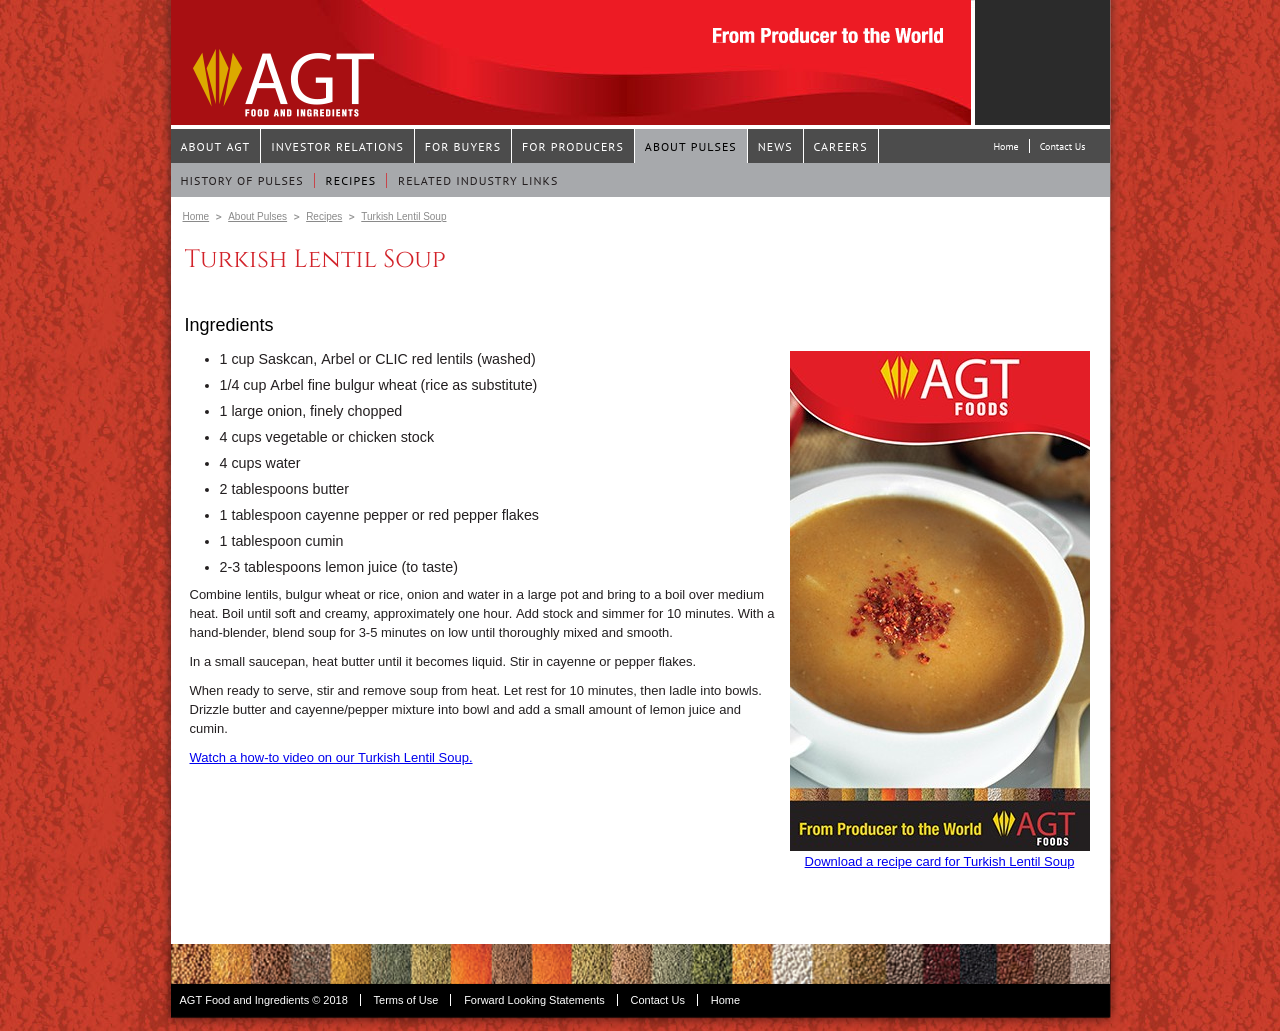 From Producer to the World
AGT
FOOD AND INGREDIENTS
ABOUT AGT INVESTOR RELATIONS FOR BUYERS FOR PRODUCERS ABOUT PULSES NEWS CAREERS Home Contact Us
HISTORY OF PULSES RECIPES RELATED INDUSTRY LINKS
Home > About Pulses > Recipes > Turkish Lentil Soup
Turkish Lentil Soup
Ingredients
• 1 cup Saskcan, Arbel or CLIC red lentils (washed)
• 1/4 cup Arbel fine bulgur wheat (rice as substitute)
• 1 large onion, finely chopped
• 4 cups vegetable or chicken stock
• 4 cups water
• 2 tablespoons butter
• 1 tablespoon cayenne pepper or red pepper flakes
• 1 tablespoon cumin
• 2-3 tablespoons lemon juice (to taste)
Combine lentils, bulgur wheat or rice, onion and water in a large pot and bring to a boil over medium
heat. Boil until soft and creamy, approximately one hour. Add stock and simmer for 10 minutes. With a
hand-blender, blend soup for 3-5 minutes on low until thoroughly mixed and smooth.
In a small saucepan, heat butter until it becomes liquid. Stir in cayenne or pepper flakes.
When ready to serve, stir and remove soup from heat. Let rest for 10 minutes, then ladle into bowls.
Drizzle butter and cayenne/pepper mixture into bowl and add a small amount of lemon juice and
cumin.
Watch a how-to video on our Turkish Lentil Soup.
AGT
FOODS
From Producer to the World
AGT
FOODS
Download a recipe card for Turkish Lentil Soup
AGT Food and Ingredients © 2018 Terms of Use Forward Looking Statements Contact Us Home